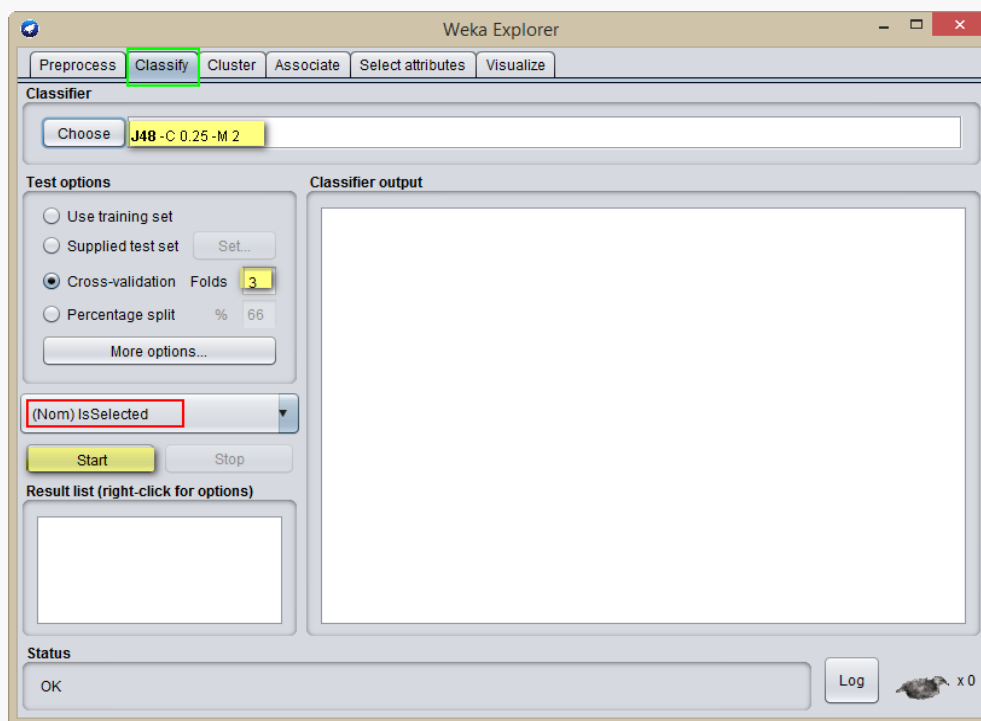 Weka Explorer
Preprocess Classify Cluster Associate Select attributes Visualize
Classifier
Choose J48 -C 0.25 -M 2
Test options
Use training set
Supplied test set Set...
Cross-validation Folds 3
Percentage split % 66
More options...
(Nom) IsSelected
Start Stop
Result list (right-click for options)
Classifier output
Status
OK
Log x 0